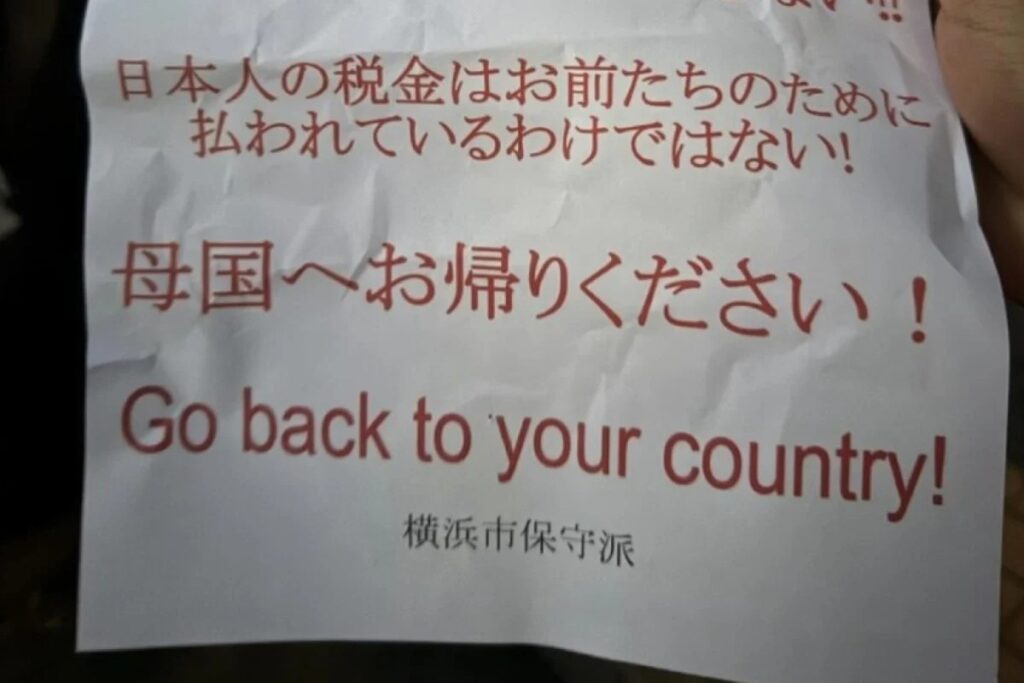 ない!!
日本人の税金はお前たちのために
払われているわけではない!
母国へお帰りください！
Go back to your country!
横浜市保守派